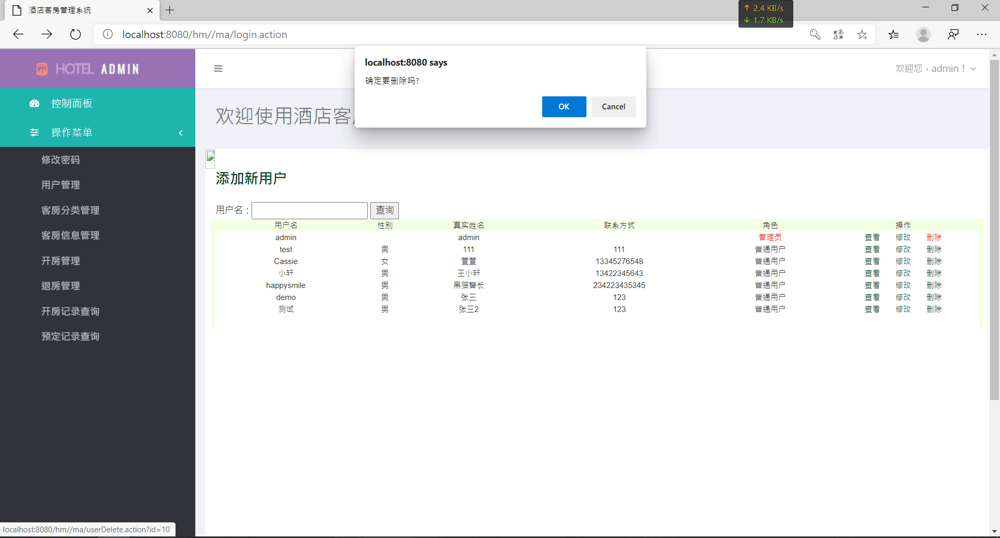 酒店客房管理系统
↑ 2.4 KB/s
↓ 1.7 KB/s
localhost:8080/hm//ma/login.action
HOTEL ADMIN
欢迎您，admin！
localhost:8080 says
确定要删除吗?
OK Cancel
控制面板
操作菜单
修改密码
用户管理
客房分类管理
客房信息管理
开房管理
退房管理
开房记录查询
预定记录查询
欢迎使用酒店客
添加新用户
用户名： 查询
用户名 性别 真实姓名 联系方式 角色 操作
admin admin 管理员 查看 修改 删除
test 男 111 111 普通用户 查看 修改 删除
Cassie 女 萱萱 13345276548 普通用户 查看 修改 删除
小轩 男 王小轩 13422345643 普通用户 查看 修改 删除
happysmile 男 黑猫警长 234223435345 普通用户 查看 修改 删除
demo 男 张三 123 普通用户 查看 修改 删除
测试 男 张三2 123 普通用户 查看 修改 删除
localhost:8080/hm//ma/userDelete.action?id=10